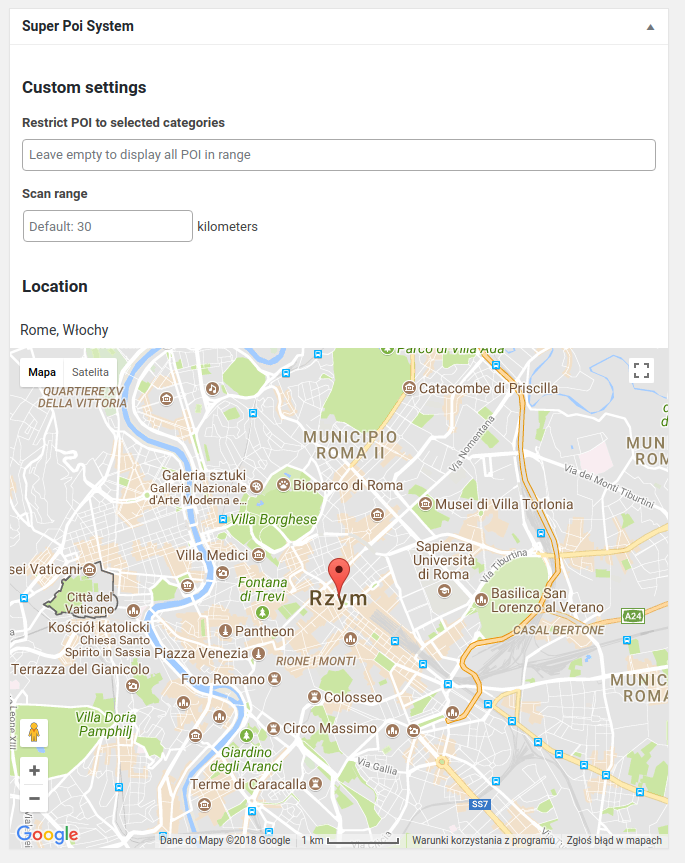 Super Poi System
Custom settings
Restrict POI to selected categories
Leave empty to display all POI in range
Scan range
Default: 30
kilometers
Location
Rome, Włochy
Parco di Villa Ada
Mapa
Satelita
QUARTIERE XV
DELLA VITTORIA
Catacombe di Priscilla
MUNICIPIO
ROMA II
Via Nomentana
MUN
ROM
Galeria sztuki
Galleria Nazionale
d'Arte Moderna e...
Bioparco di Roma
Via dei Monti Tiburtini
Musei di Villa Torlonia
Villa Borghese
Villa Medici
Sapienza
Università
di Roma
Via Tiburtina
sei Vaticani
Fontana
di Trevi
Rzym
Città del
Vaticano
Basilica San
Lorenzo al Verano
A24
Kościół katolicki
Chiesa Santo
Spirito in Sassia
Pantheon
CASAL BERTONE
Piazza Venezia
RIONE I MONTI
Terrazza del Gianicolo
Foro Romano
MUNIC
ROMA
Colosseo
Villa Doria
Pamphilj
Circo Massimo
Giardino
degli Aranci
Via Gallia
Terme di Caracalla
SS7
Google
Dane do Mapy ©2018 Google
1 km
Warunki korzystania z programu
Zgłoś błąd w mapach